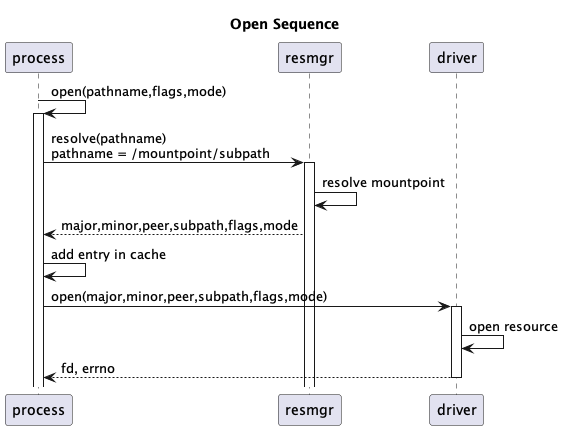 Open Sequence
process resmgr driver
open(pathname,flags,mode)
resolve(pathname)
pathname = /mountpoint/subpath
resolve mountpoint
major,minor,peer,subpath,flags,mode
add entry in cache
open(major,minor,peer,subpath,flags,mode)
open resource
fd, errno
process resmgr driver